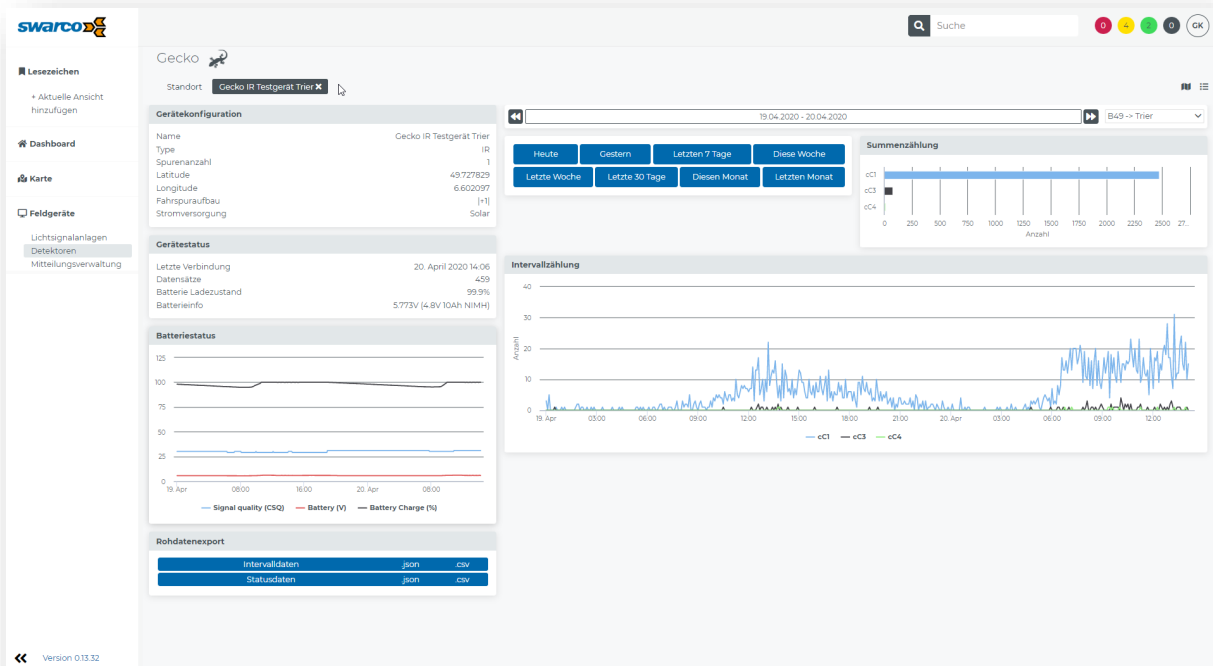 swarco
Suche
0 4 2 0 GK
Lesezeichen
+ Aktuelle Ansicht
hinzufügen
Dashboard
Karte
Feldgeräte
Lichtsignalanlagen
Detektoren
Mitteilungsverwaltung
Version 0.13.32
Gecko
Standort Gecko IR Testgerät Trier ×
Gerätekonfiguration
Name Gecko IR Testgerät Trier
Type IR
Spurenanzahl 1
Latitude 49.727829
Longitude 6.602097
Fahrspuraufbau |+1|
Stromversorgung Solar
Gerätestatus
Letzte Verbindung 20. April 2020 14:06
Datensätze 459
Batterie Ladezustand 99.9%
Batterieinfo 5.773V (4.8V 10Ah NiMH)
Batteriestatus
125
100
75
50
25
0
19. Apr 08:00 16:00 20. Apr 08:00
Signal quality (CSQ) Battery (V) Battery Charge (%)
Rohdatenexport
Intervalldaten .json .csv
Statusdaten .json .csv
19.04.2020 - 20.04.2020
B49 -> Trier
Heute Gestern Letzten 7 Tage Diese Woche
Letzte Woche Letzte 30 Tage Diesen Monat Letzten Monat
Summenzählung
cC1
cC3
cC4
0 250 500 750 1000 1250 1500 1750 2000 2250 2500 27...
Anzahl
Intervallzählung
Anzahl
40
30
20
10
0
19. Apr 03:00 06:00 09:00 12:00 15:00 18:00 21:00 20. Apr 03:00 06:00 09:00 12:00
cC1 cC3 cC4